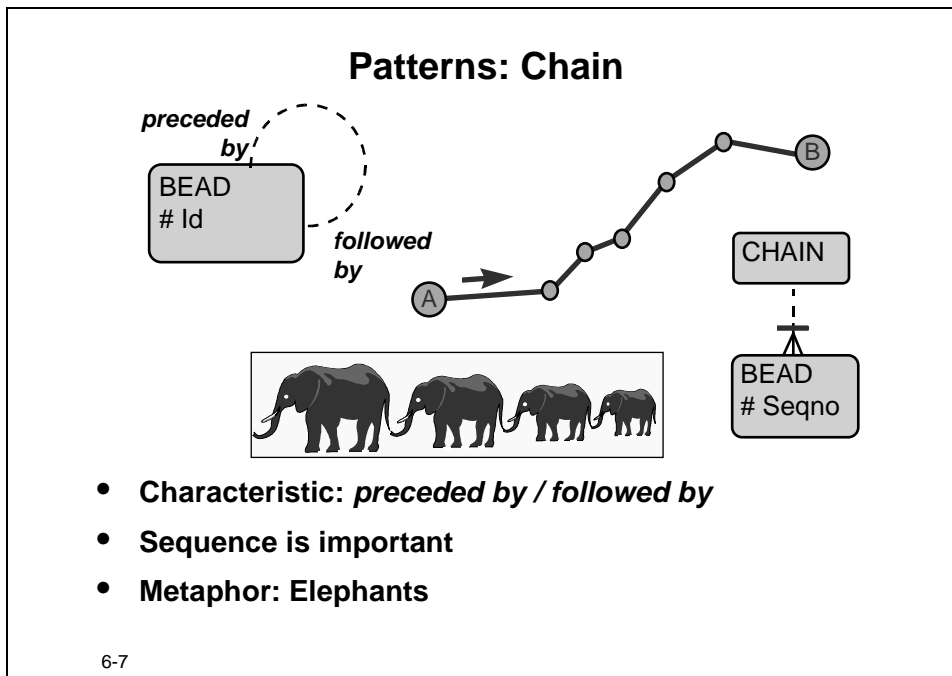 Patterns: Chain
preceded
by
BEAD
# Id
followed
by
A
B
CHAIN
BEAD
# Seqno
• Characteristic: preceded by / followed by
• Sequence is important
• Metaphor: Elephants
6-7